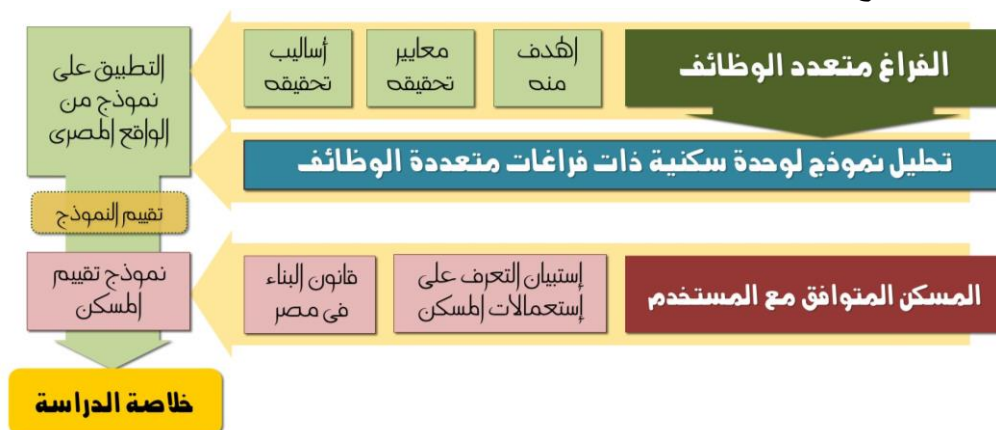 الفراغ متعدد الوظائف
الهدف
منه
معايير
تحقيقه
أساليب
تحقيقه
التطبيق على
نموذج من
الواقع المصرى
تحليل نموذج لوحدة سكنية ذات فراغات متعددة الوظائف
تقييم النموذج
المسكن المتوافق مع المستخدم
إستبيان التعرف على
إستعمالات المسكن
قانون البناء
فى مصر
نموذج تقييم
المسكن
خلاصة الدراسة